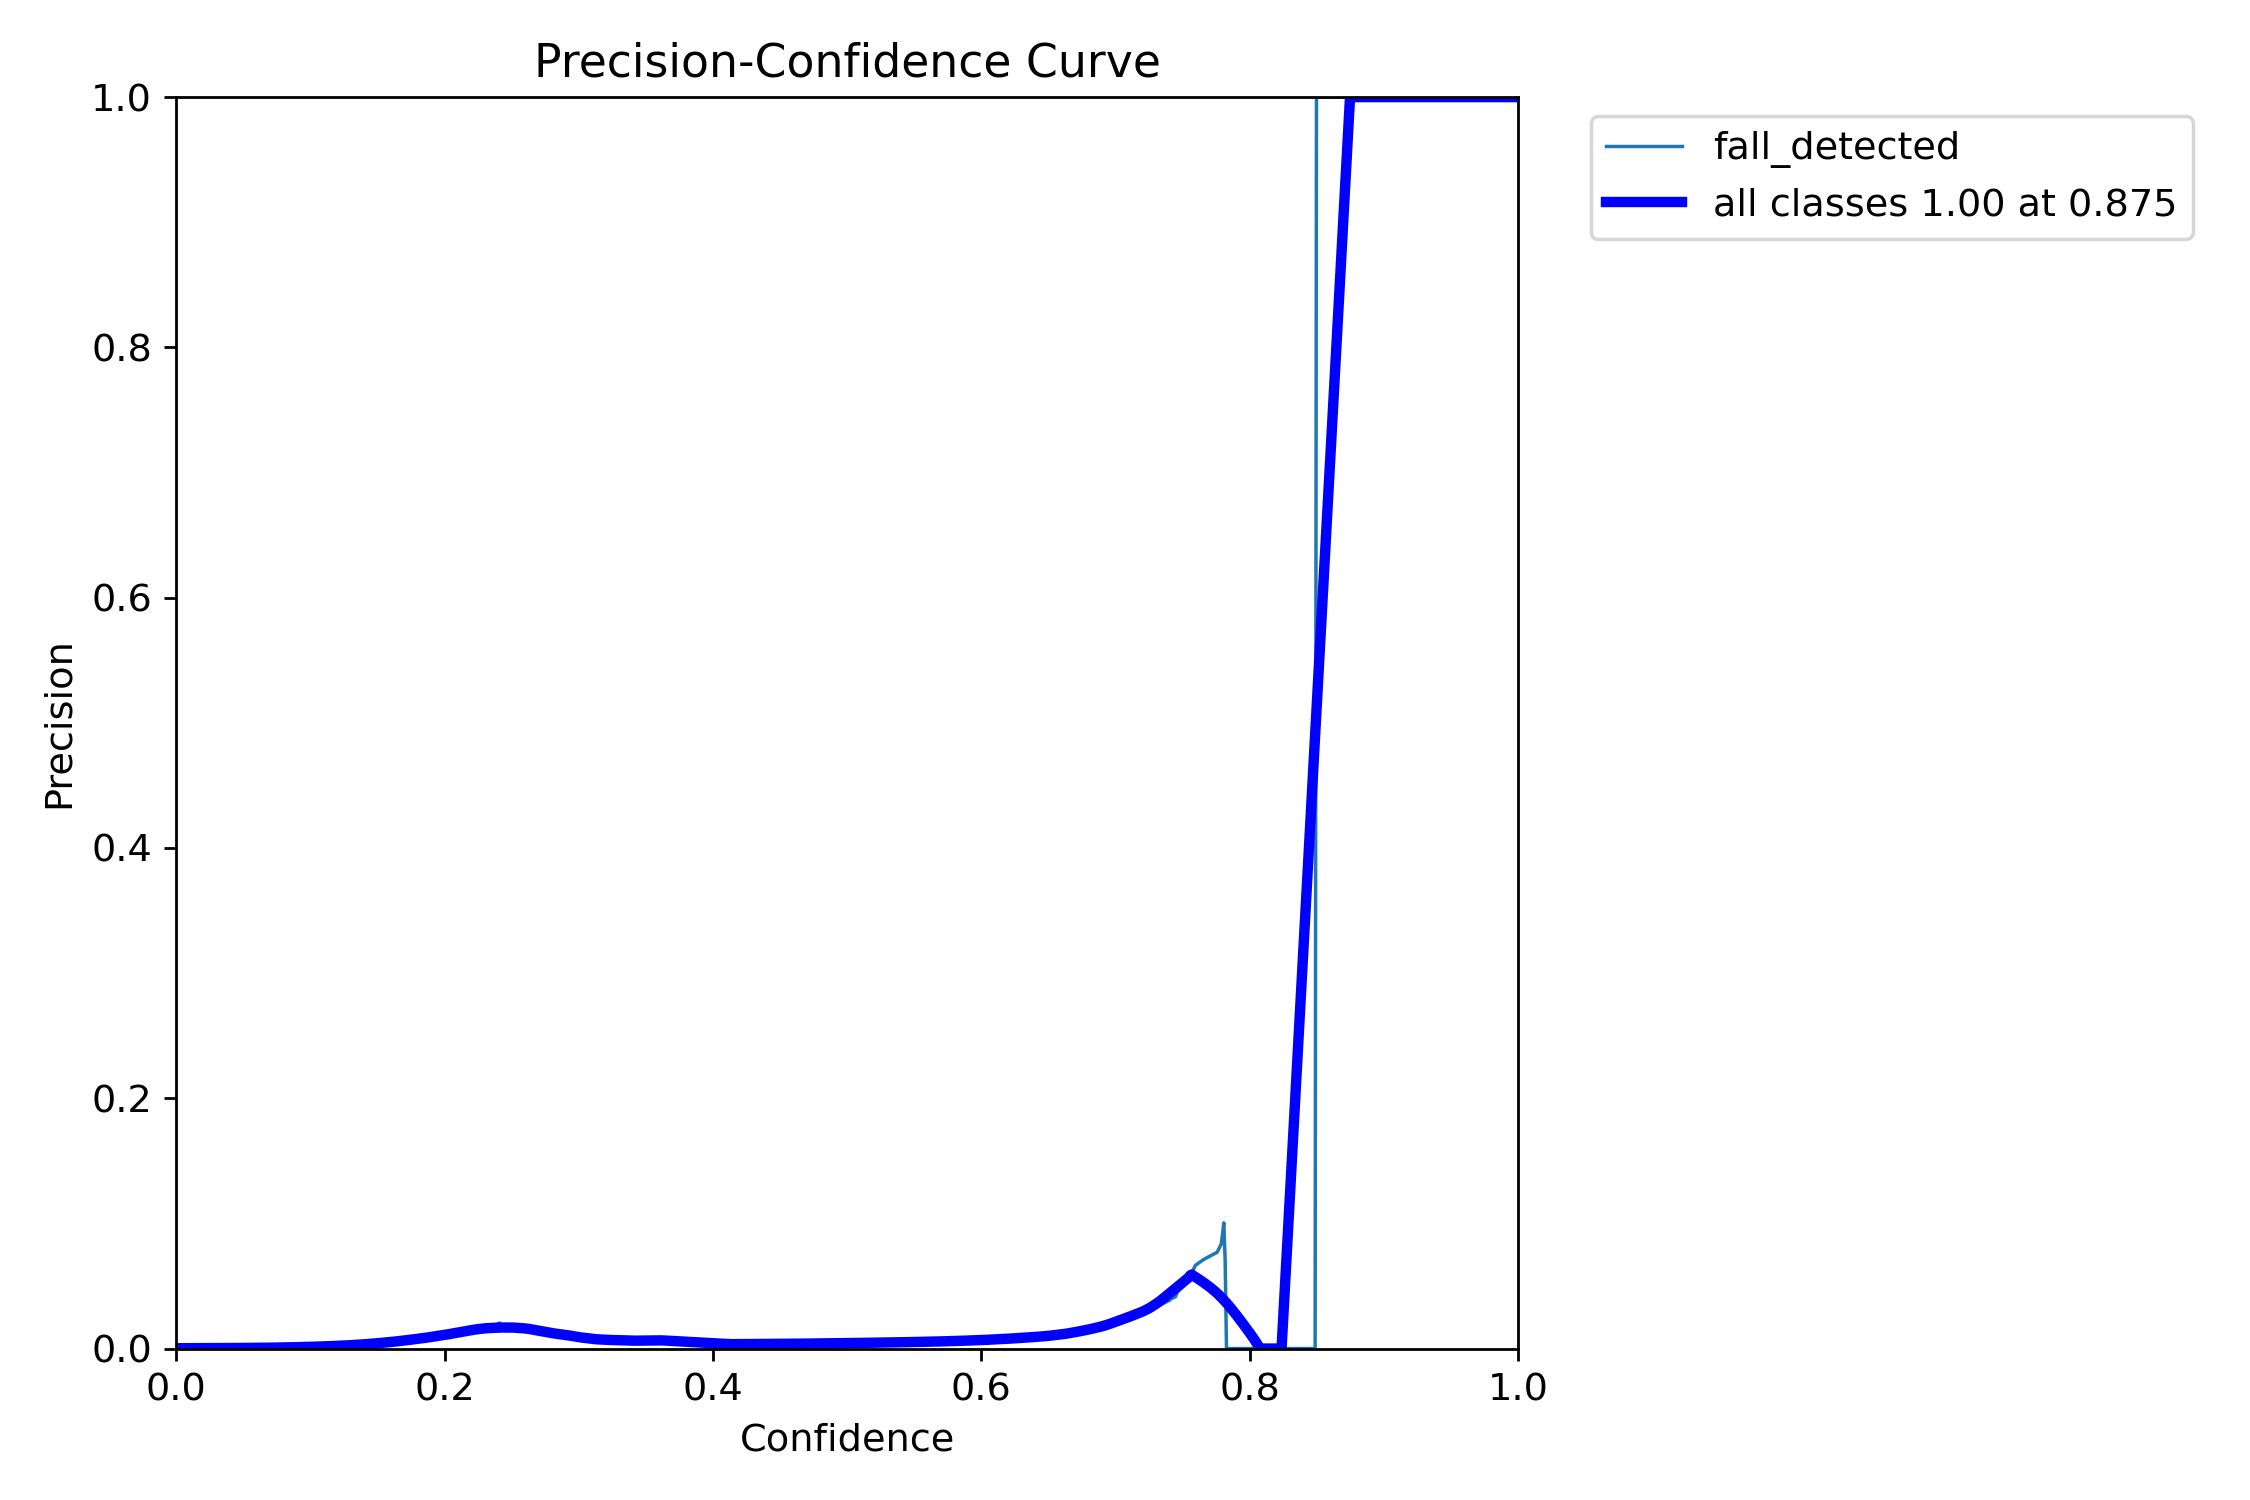 Precision-Confidence Curve
1.0
0.8
0.6
0.4
0.2
0.0
Precision
0.0 0.2 0.4 0.6 0.8 1.0
Confidence
fall_detected
all classes 1.00 at 0.875